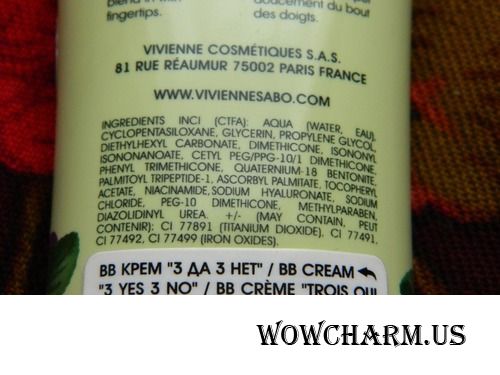 fingertips.
doucement du bout
des doigts.
VIVIENNE COSMÉTIQUES S.A.S.
81 RUE RÉAUMUR 75002 PARIS FRANCE
WWW.VIVIENNESABO.COM
INGREDIENTS INCI (CTFA): AQUA (WATER, EAU),
CYCLOPENTASILOXANE, GLYCERIN, PROPYLENE GLYCOL,
DIETHYLHEXYL CARBONATE, DIMETHICONE, ISONONYL
ISONONANOATE, CETYL PEG/PPG-10/1 DIMETHICONE,
PHENYL TRIMETHICONE, QUATERNIUM-18 BENTONITE,
PALMITOYL TRIPEPTIDE-1, ASCORBYL PALMITATE, TOCOPHERYL
ACETATE, NIACINAMIDE, SODIUM HYALURONATE, SODIUM
CHLORIDE, PEG-10 DIMETHICONE, METHYLPARABEN,
DIAZOLIDINYL UREA. +/- (MAY CONTAIN, PEUT
CONTENIR): CI 77891 (TITANIUM DIOXIDE), CI 77491,
CI 77492, CI 77499 (IRON OXIDES).
BB КРЕМ "3 ДА 3 НЕТ" / BB CREAM
"3 YES 3 NO" / BB CRÈME "TROIS OUI
WOWCHARM.US